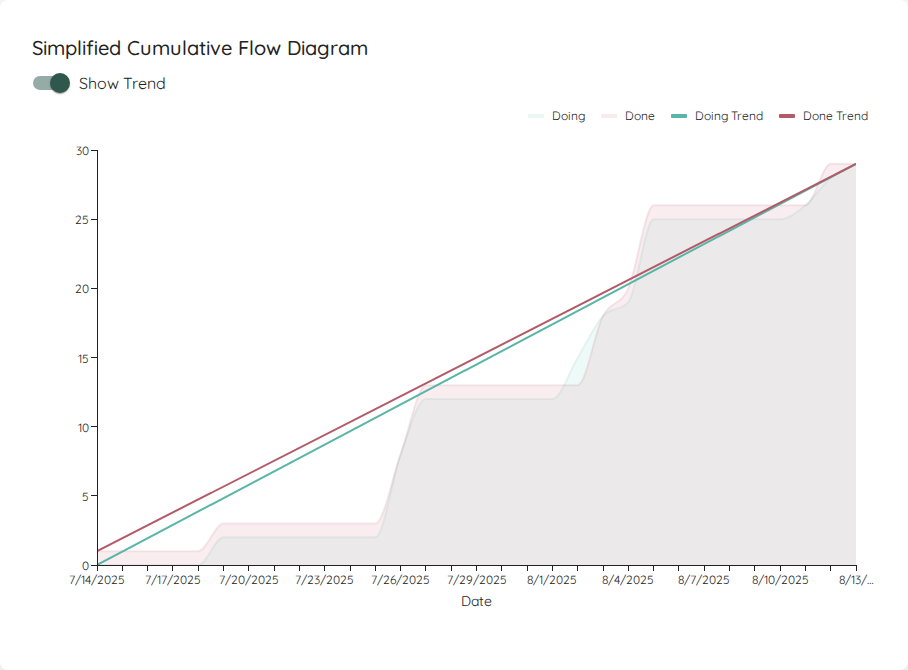 Simplified Cumulative Flow Diagram
Show Trend
Doing Done Doing Trend Done Trend
30
25
20
15
10
5
0
7/14/2025 7/17/2025 7/20/2025 7/23/2025 7/26/2025 7/29/2025 8/1/2025 8/4/2025 8/7/2025 8/10/2025 8/13/...
Date